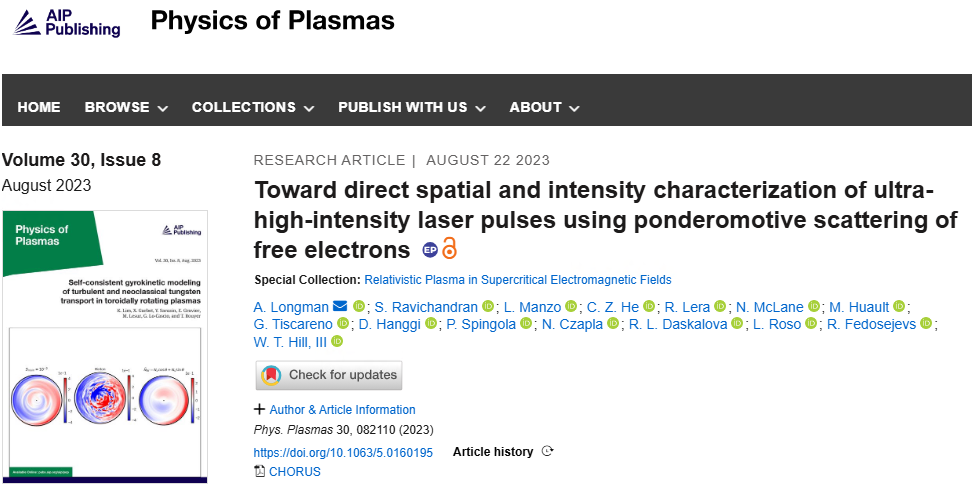 AIP
Publishing
Physics of Plasmas
HOME BROWSE COLLECTIONS PUBLISH WITH US ABOUT
Volume 30, Issue 8
August 2023
Physics of
Plasmas
AIP
Publishing
Vol. 30, Iss. 8, Aug. 2023
Self-consistent gyrokinetic modeling
of turbulent and neoclassical tungsten
transport in toroidally rotating plasmas
RESEARCH ARTICLE | AUGUST 22 2023
Toward direct spatial and intensity characterization of ultra-
high-intensity laser pulses using ponderomotive scattering of
free electrons EP
Special Collection: Relativistic Plasma in Supercritical Electromagnetic Fields
A. Longman; S. Ravichandran; L. Manzo; C. Z. He; R. Lera; N. McLane; M. Huault;
G. Tiscareno; D. Hanggi; P. Spingola; N. Czapla; R. L. Daskalova; L. Roso; R. Fedosejevs;
W. T. Hill, III
Check for updates
+ Author & Article Information
Phys. Plasmas 30, 082110 (2023)
https://doi.org/10.1063/5.0160195 Article history
CHORUS